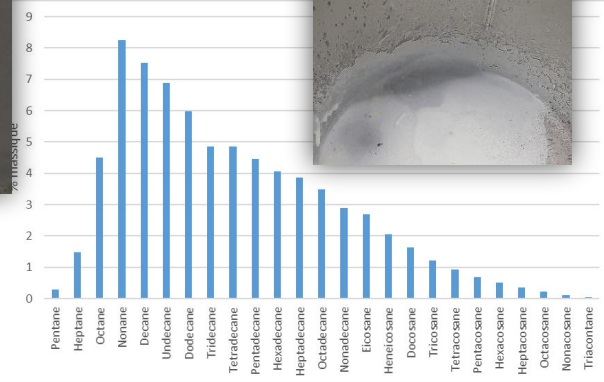 9
8
7
6
5
4
3
2
1
0
% massique
Pentane
Heptane
Octane
Nonane
Decane
Undecane
Dodecane
Tridecane
Tetradecane
Pentadecane
Hexadecane
Heptadecane
Octadecane
Nonadecane
Eicosane
Heneicosane
Docosane
Tricosane
Tetracosane
Pentacosane
Hexacosane
Heptacosane
Octacosane
Nonacosane
Triacontane